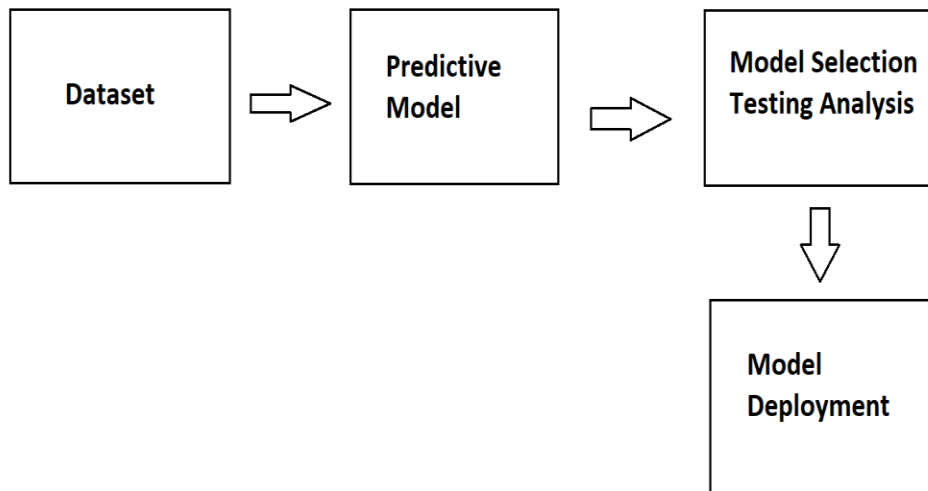 Dataset
Predictive
Model
Model Selection
Testing Analysis
Model
Deployment